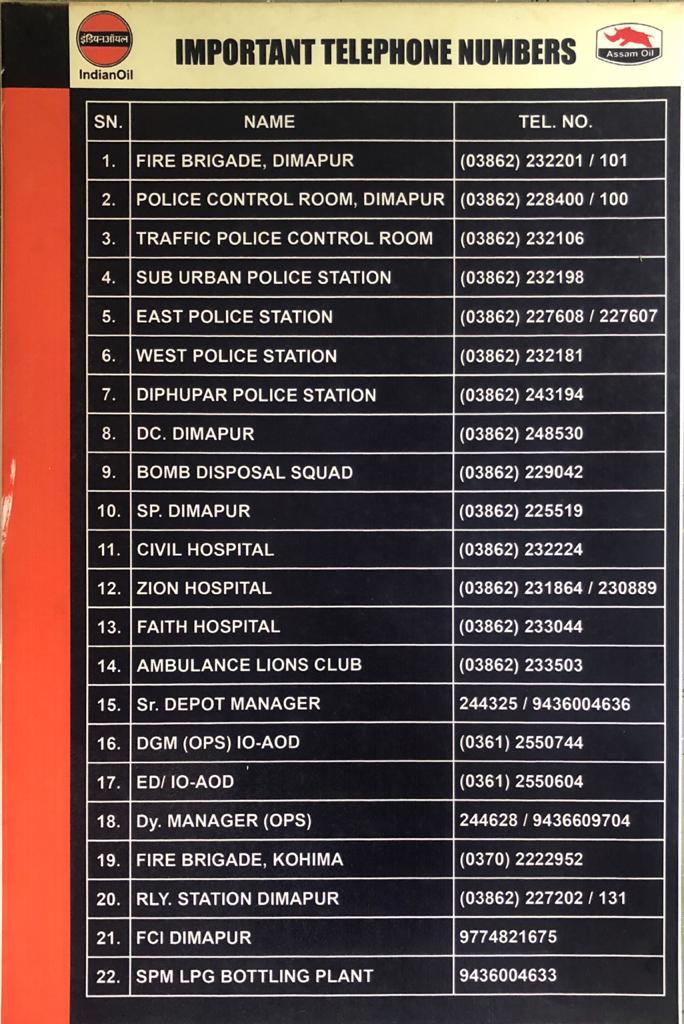 इंडियनऑयल
IndianOil
IMPORTANT TELEPHONE NUMBERS
Assam Oil
SN. NAME TEL. NO.
1. FIRE BRIGADE, DIMAPUR (03862) 232201 / 101
2. POLICE CONTROL ROOM, DIMAPUR (03862) 228400 / 100
3. TRAFFIC POLICE CONTROL ROOM (03862) 232106
4. SUB URBAN POLICE STATION (03862) 232198
5. EAST POLICE STATION (03862) 227608 / 227607
6. WEST POLICE STATION (03862) 232181
7. DIPHUPAR POLICE STATION (03862) 243194
8. DC. DIMAPUR (03862) 248530
9. BOMB DISPOSAL SQUAD (03862) 229042
10. SP. DIMAPUR (03862) 225519
11. CIVIL HOSPITAL (03862) 232224
12. ZION HOSPITAL (03862) 231864 / 230889
13. FAITH HOSPITAL (03862) 233044
14. AMBULANCE LIONS CLUB (03862) 233503
15. Sr. DEPOT MANAGER 244325 / 9436004636
16. DGM (OPS) IO-AOD (0361) 2550744
17. ED/ IO-AOD (0361) 2550604
18. Dy. MANAGER (OPS) 244628 / 9436609704
19. FIRE BRIGADE, KOHIMA (0370) 2222952
20. RLY. STATION DIMAPUR (03862) 227202 / 131
21. FCI DIMAPUR 9774821675
22. SPM LPG BOTTLING PLANT 9436004633